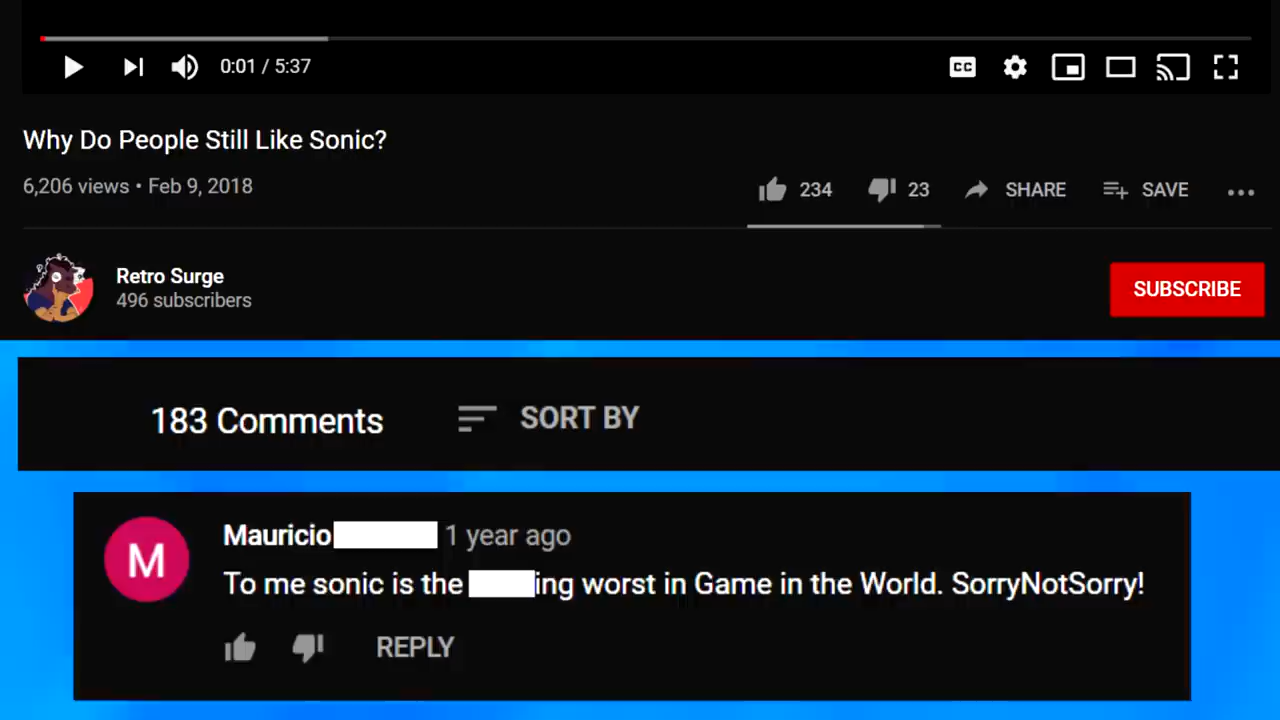 0:01 / 5:37
CC
Why Do People Still Like Sonic?
6,206 views • Feb 9, 2018
234
23
SHARE
SAVE
Retro Surge
496 subscribers
SUBSCRIBE
183 Comments
SORT BY
M
Mauricio 1 year ago
To me sonic is the ing worst in Game in the World. SorryNotSorry!
REPLY